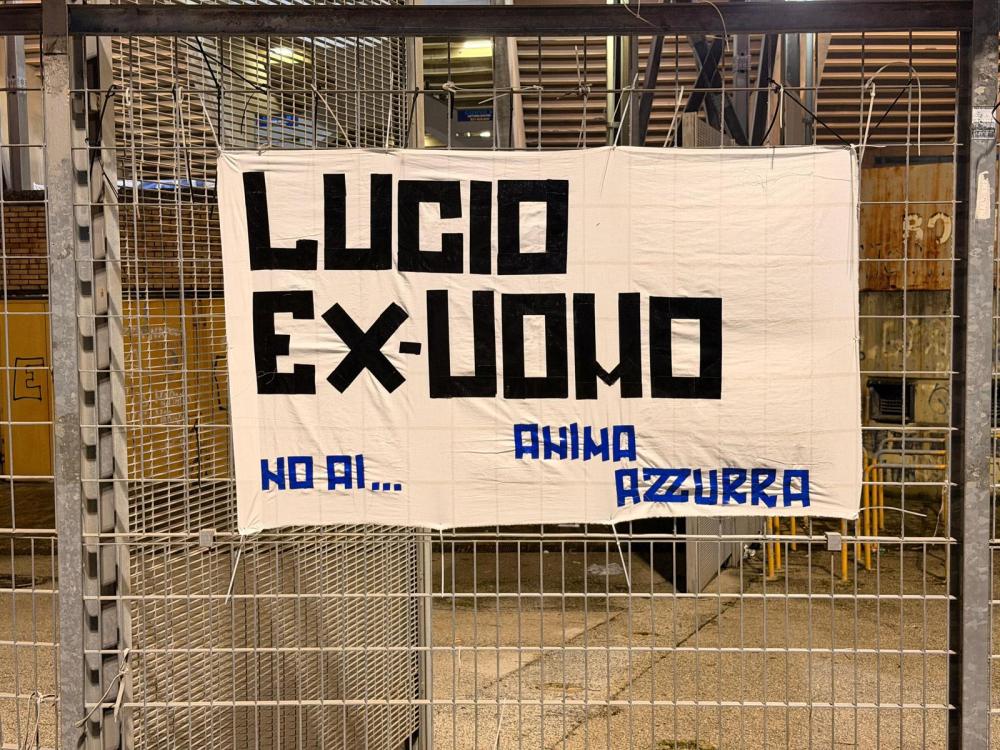 LUCIO
EX-UOMO
NO AI...
ANIMA
AZZURRA
E